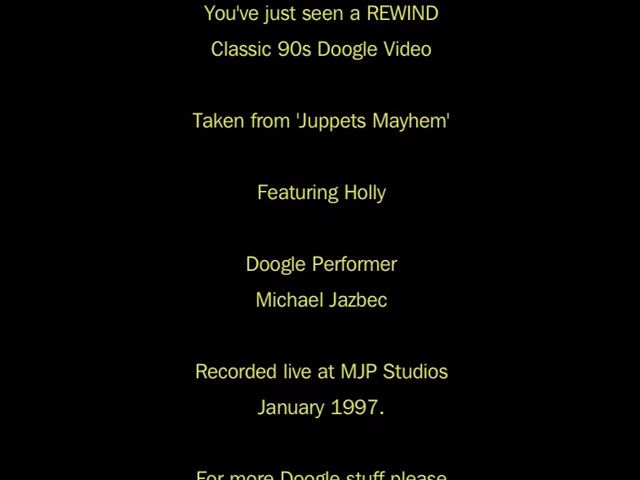 You've just seen a REWIND
Classic 90s Doogle Video
Taken from 'Juppets Mayhem'
Featuring Holly
Doogle Performer
Michael Jazbec
Recorded live at MJP Studios
January 1997.
For more Doogle stuff please